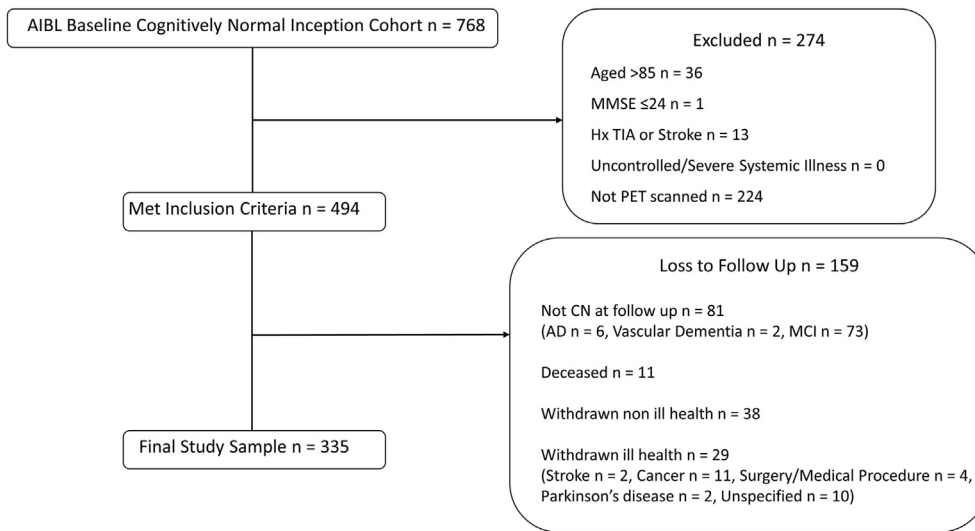 AIBL Baseline Cognitively Normal Inception Cohort n = 768
Excluded n = 274
Aged >85 n = 36
MMSE ≤24 n = 1
Hx TIA or Stroke n = 13
Uncontrolled/Severe Systemic Illness n = 0
Not PET scanned n = 224
Met Inclusion Criteria n = 494
Loss to Follow Up n = 159
Not CN at follow up n = 81
(AD n = 6, Vascular Dementia n = 2, MCI n = 73)
Deceased n = 11
Withdrawn non ill health n = 38
Withdrawn ill health n = 29
(Stroke n = 2, Cancer n = 11, Surgery/Medical Procedure n = 4,
Parkinson's disease n = 2, Unspecified n = 10)
Final Study Sample n = 335